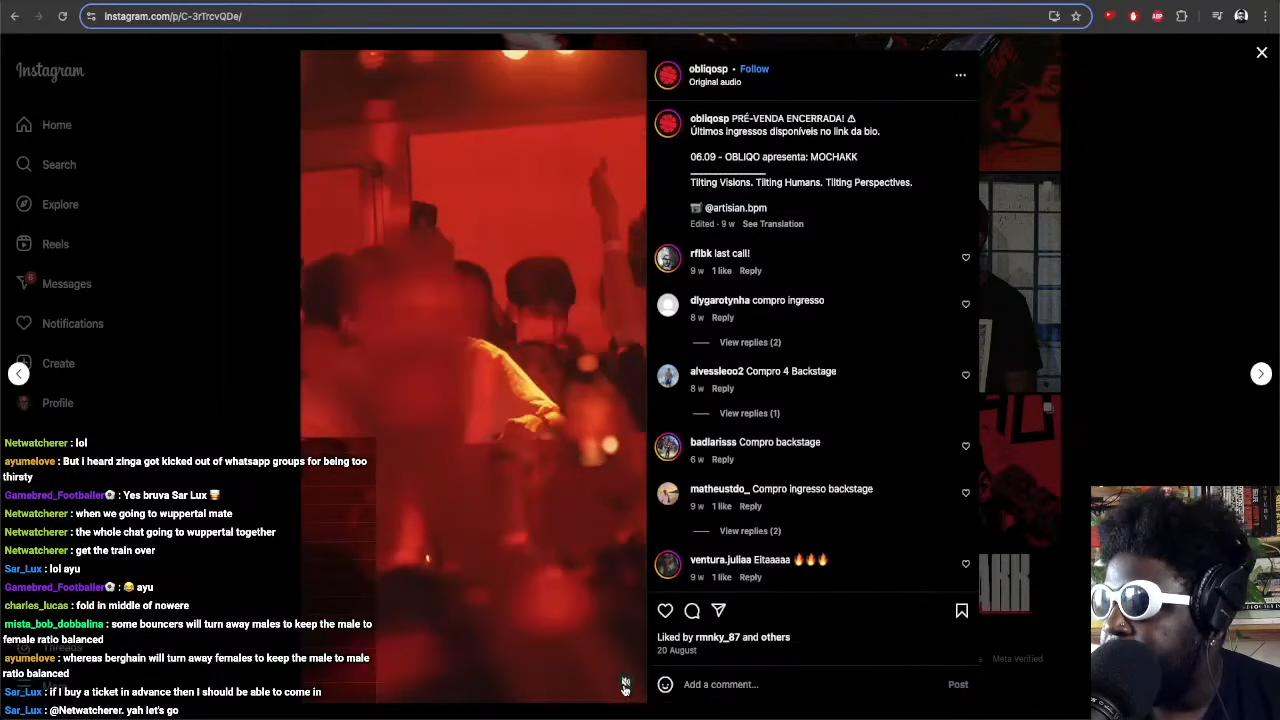 instagram.com/p/C-3rTrcvQDe/
Instagram
Home
Search
Explore
Reels
6
Messages
Notifications
Create
Profile
Threads
obliqosp • Follow
Original audio
obliqosp PRÉ-VENDA ENCERRADA! ⚠
Últimos ingressos disponíveis no link da bio.
06.09 - OBLIQO apresenta: MOCHAKK
Tilting Visions. Tilting Humans. Tilting Perspectives.
@artisian.bpm
Edited · 9 w See Translation
rflbk last call!
9 w 1 like Reply
dlygarotynha compro ingresso
8 w Reply
View replies (2)
alvessleoo2 Compro 4 Backstage
8 w Reply
View replies (1)
badlarisss Compro backstage
6 w Reply
matheustdo_ Compro ingresso backstage
9 w 1 like Reply
View replies (2)
ventura.juliaa Eitaaaaa 🔥🔥🔥
9 w 1 like Reply
Liked by rmnky_87 and others
20 August
Add a comment... Post
Meta Verified
Netwatcherer : lol
ayumelove : But i heard zinga got kicked out of whatsapp groups for being too
thirsty
Gamebred_Footballer⚽ : Yes bruva Sar Lux
Netwatcherer : when we going to wuppertal mate
Netwatcherer : the whole chat going to wuppertal together
Netwatcherer : get the train over
Sar_Lux : lol ayu
Gamebred_Footballer⚽ : 😂 ayu
charles_lucas : fold in middle of nowere
mista_bob_dobbalina : some bouncers will turn away males to keep the male to
female ratio balanced
ayumelove : whereas berghain will turn away females to keep the male to male
ratio balanced
Sar_Lux : if I buy a ticket in advance then I should be able to come in
Sar_Lux : @Netwatcherer. yah let's go